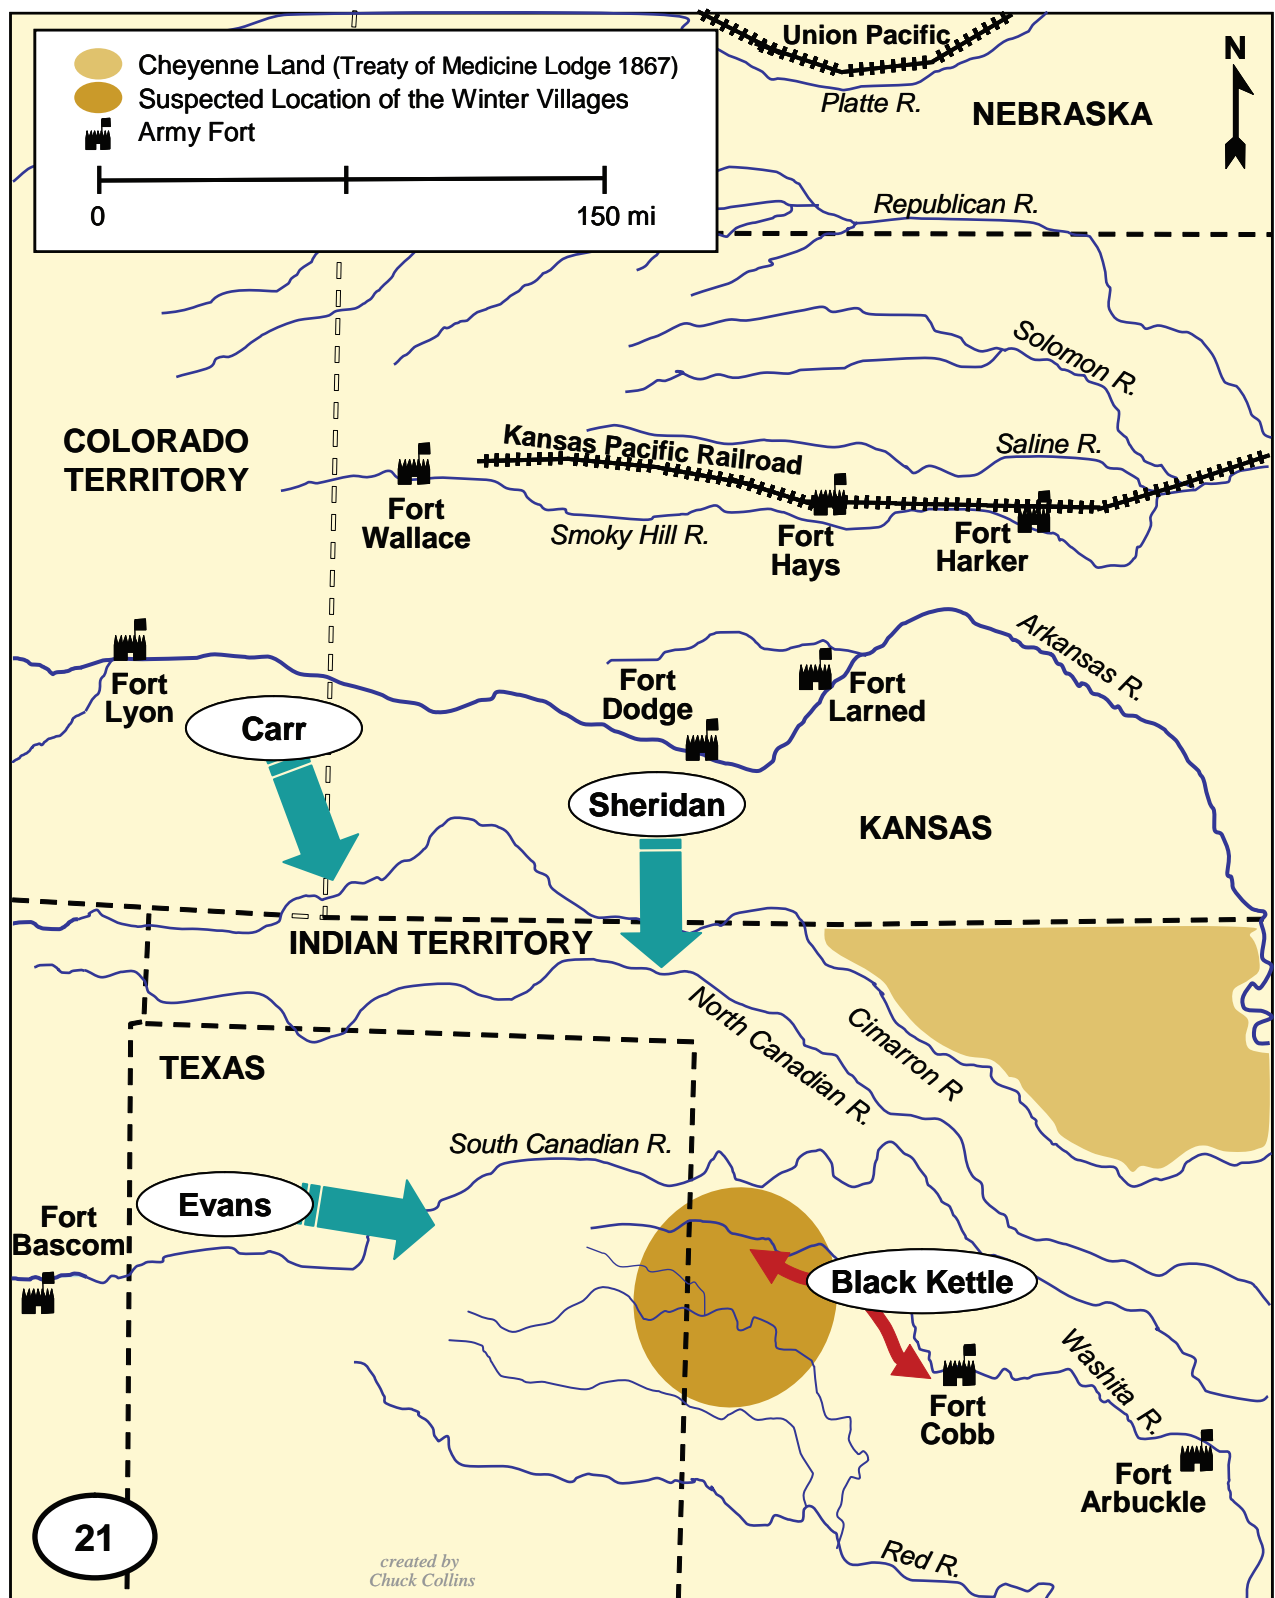 Cheyenne Land (Treaty of Medicine Lodge 1867)
Suspected Location of the Winter Villages
Army Fort
0
150 mi
Union Pacific
Platte R.
NEBRASKA
N
Republican R.
Solomon R.
COLORADO
TERRITORY
Kansas Pacific Railroad
Saline R.
Fort
Wallace
Smoky Hill R.
Fort
Hays
Fort
Harker
Arkansas R.
Fort
Lyon
Fort
Dodge
Fort
Larned
Carr
Sheridan
KANSAS
INDIAN TERRITORY
North Canadian R.
Cimarron R
TEXAS
South Canadian R.
Evans
Fort
Bascom
Black Kettle
Washita R.
Fort
Cobb
Fort
Arbuckle
21
Red R.
created by
Chuck Collins